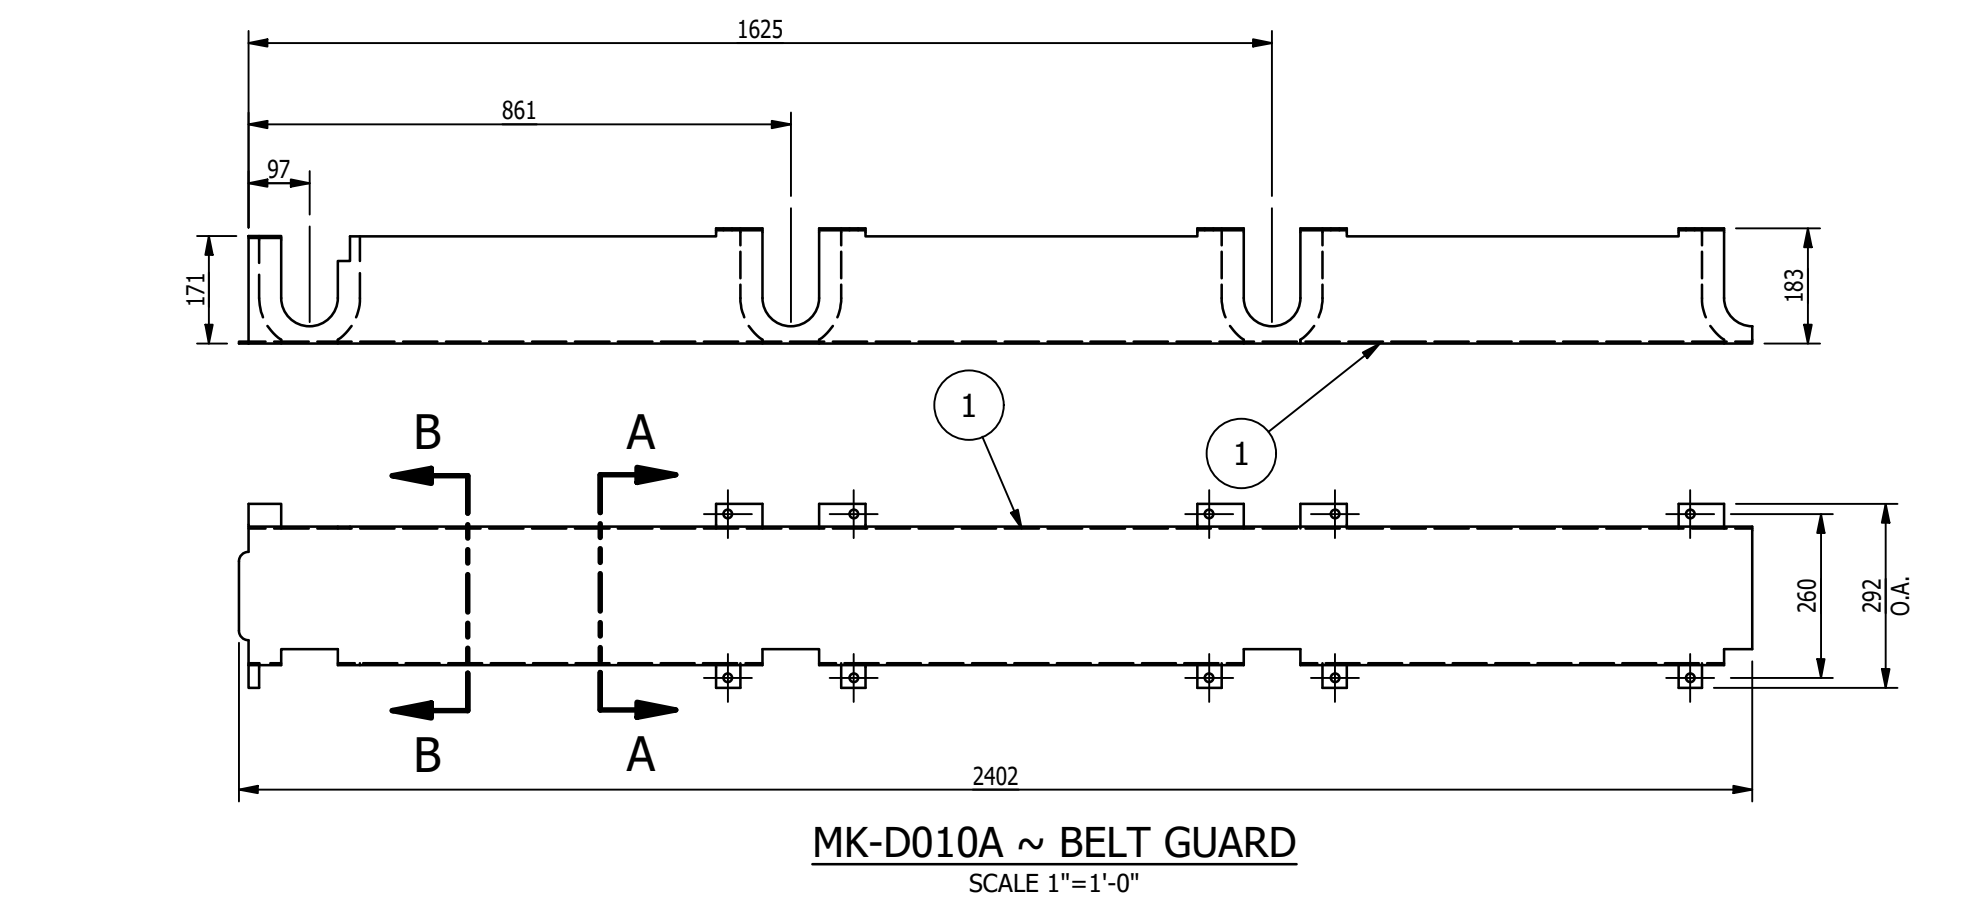 1625
861
97
171
183
1
1
B
A
260
292
O.A.
B
A
2402
MK-D010A ~ BELT GUARD
SCALE 1"=1'-0"